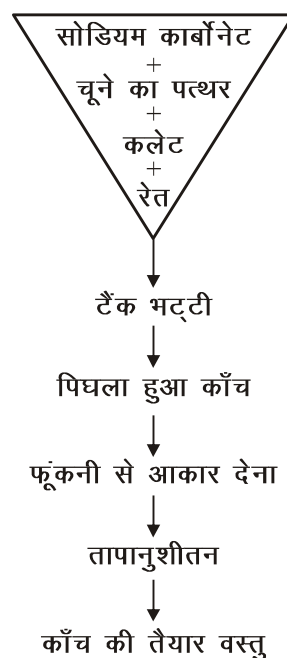 सोडियम कार्बोनेट
+
चूने का पत्थर
+
कलेट
+
रेत
टैंक भट्टी
पिघला हुआ काँच
फूंकनी से आकार देना
तापानुशीतन
काँच की तैयार वस्तु